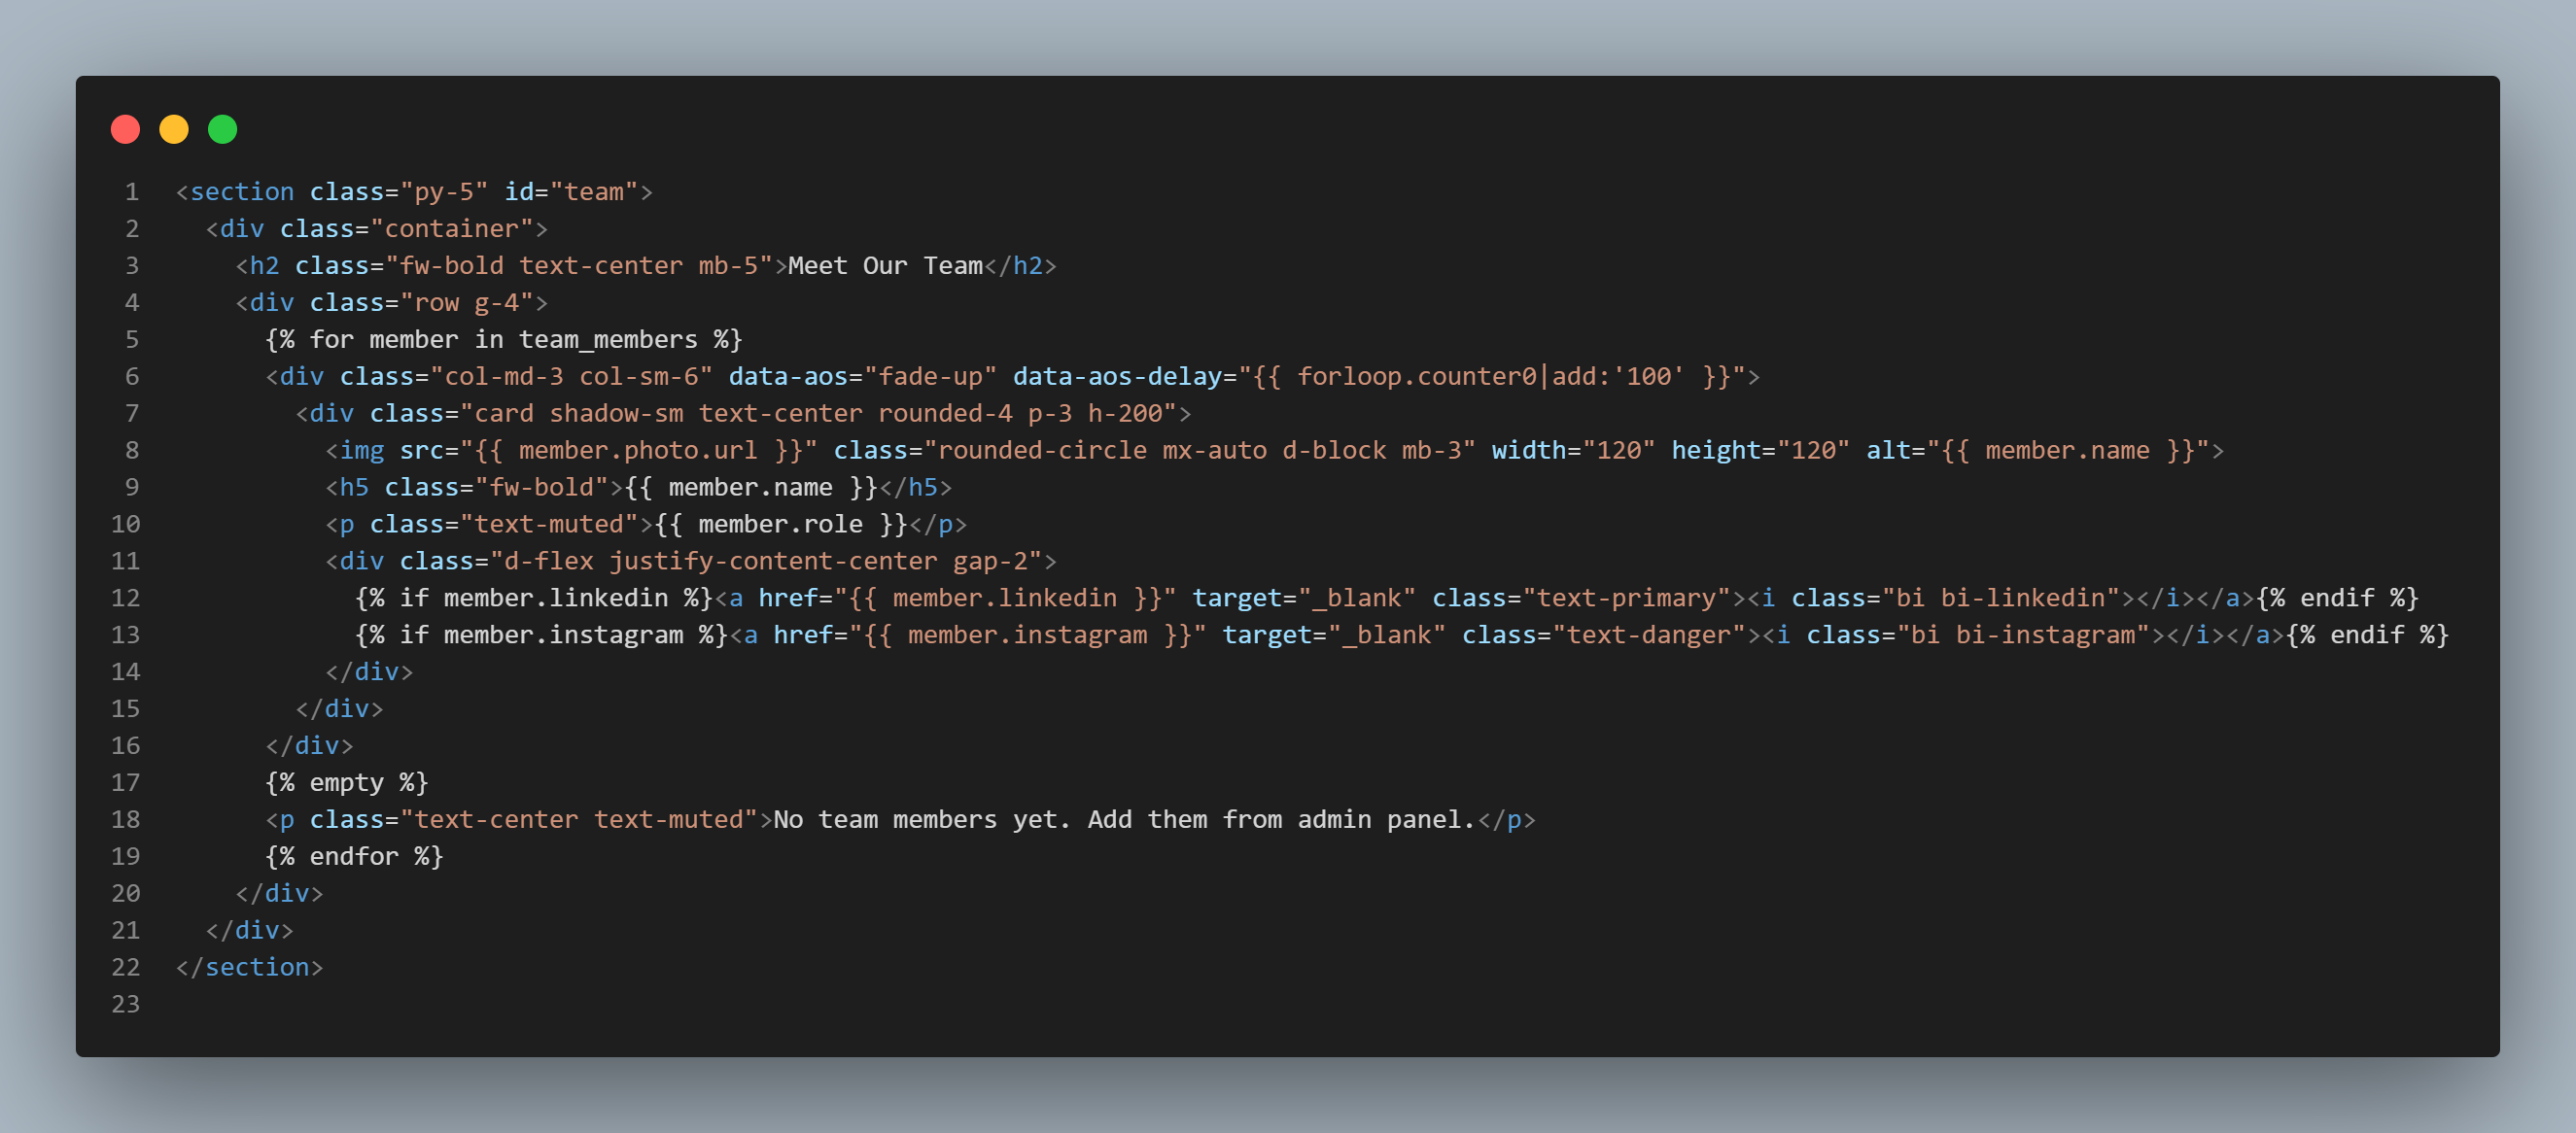 1 <section class="py-5" id="team">
2   <div class="container">
3     <h2 class="fw-bold text-center mb-5">Meet Our Team</h2>
4     <div class="row g-4">
5       {% for member in team_members %}
6       <div class="col-md-3 col-sm-6" data-aos="fade-up" data-aos-delay="{{ forloop.counter0|add:'100' }}">
7         <div class="card shadow-sm text-center rounded-4 p-3 h-200">
8           <img src="{{ member.photo.url }}" class="rounded-circle mx-auto d-block mb-3" width="120" height="120" alt="{{ member.name }}">
9           <h5 class="fw-bold">{{ member.name }}</h5>
10           <p class="text-muted">{{ member.role }}</p>
11           <div class="d-flex justify-content-center gap-2">
12             {% if member.linkedin %}<a href="{{ member.linkedin }}" target="_blank" class="text-primary"><i class="bi bi-linkedin"></i></a>{% endif %}
13             {% if member.instagram %}<a href="{{ member.instagram }}" target="_blank" class="text-danger"><i class="bi bi-instagram"></i></a>{% endif %}
14           </div>
15         </div>
16       </div>
17       {% empty %}
18       <p class="text-center text-muted">No team members yet. Add them from admin panel.</p>
19       {% endfor %}
20     </div>
21   </div>
22 </section>
23